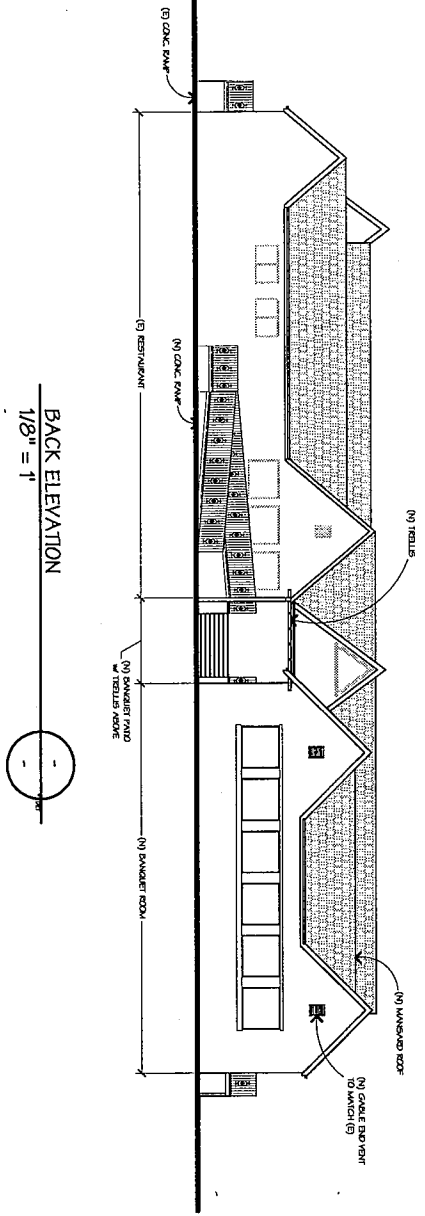 (N) MANSARD ROOF
(N) GABLE END VENT
TO MATCH (E)
(N) TRELLIS
(E) CONC. RAMP
(E) RESTAURANT
(N) CONC. RAMP
(N) BANQUET PATIO
W/ TRELLIS ABOVE
(N) BANQUET ROOM
BACK ELEVATION
1/8" = 1'